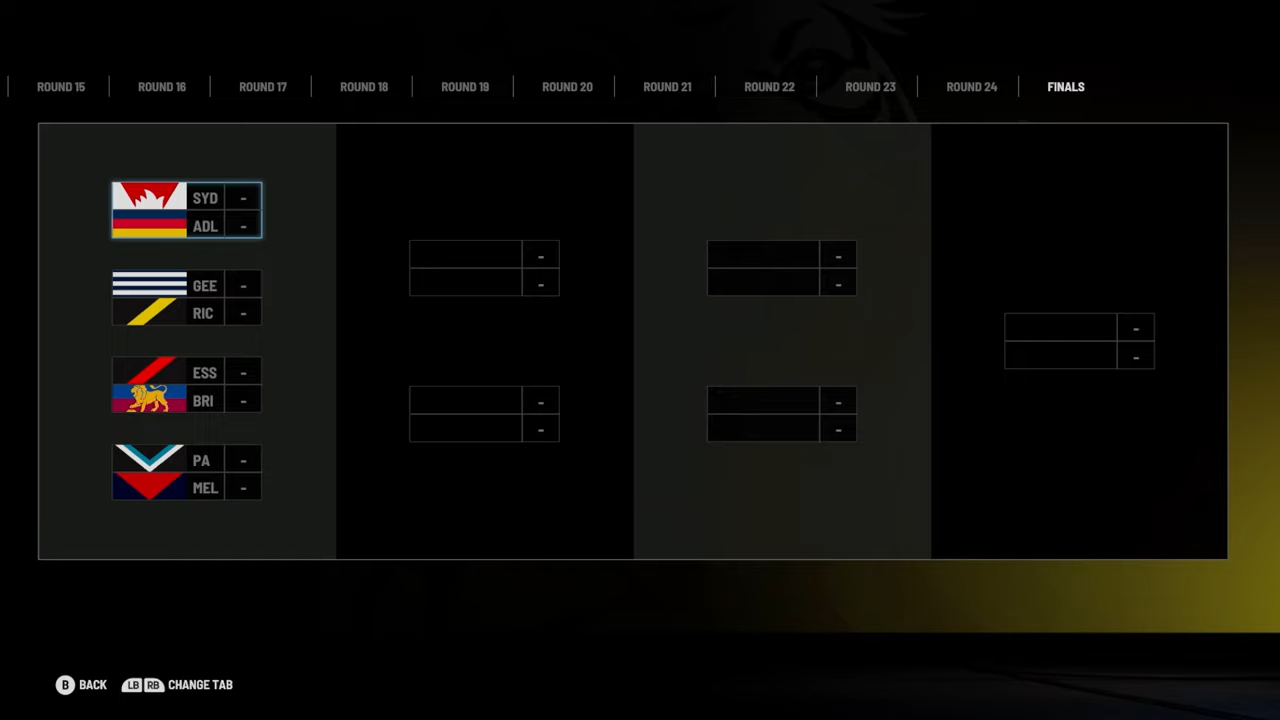 ROUND 15 ROUND 16 ROUND 17 ROUND 18 ROUND 19 ROUND 20 ROUND 21 ROUND 22 ROUND 23 ROUND 24 FINALS
SYD -
ADL -
GEE -
RIC -
ESS -
BRI -
PA -
MEL -
-
-
-
-
-
-
-
-
-
-
B BACK LB RB CHANGE TAB